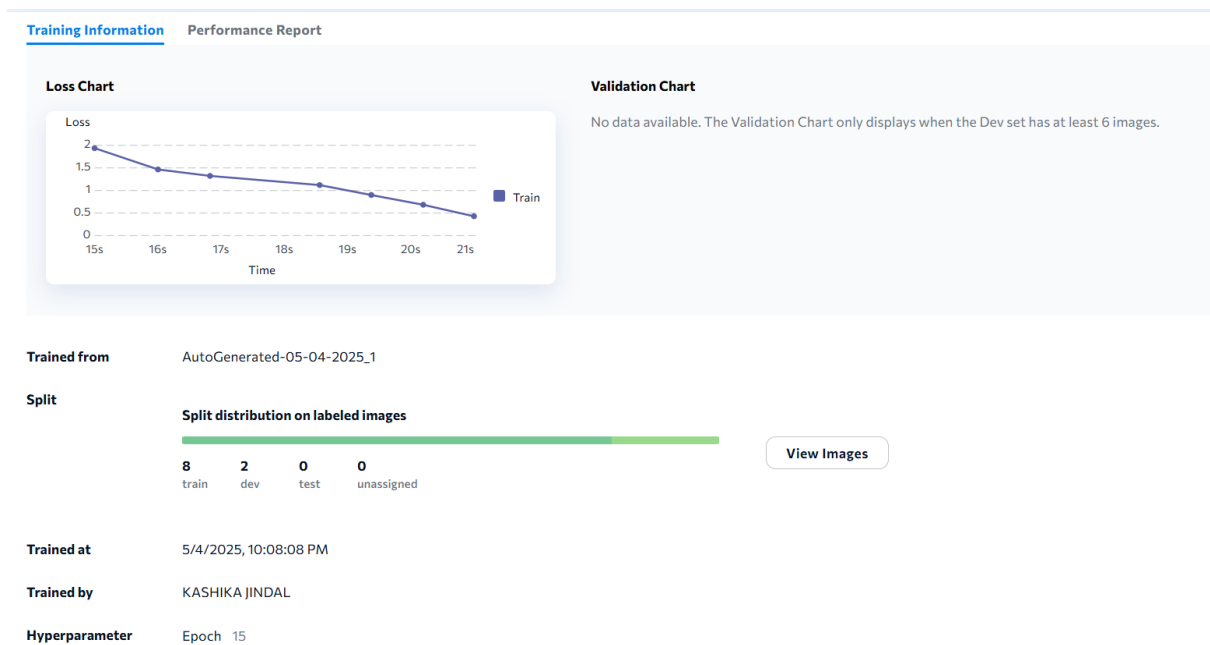 Training Information Performance Report
Loss Chart
Loss
2
1.5
1
0.5
0
15s 16s 17s 18s 19s 20s 21s
Time
Train
Validation Chart
No data available. The Validation Chart only displays when the Dev set has at least 6 images.
Trained from AutoGenerated-05-04-2025_1
Split
Split distribution on labeled images
8 2 0 0
train dev test unassigned
View Images
Trained at 5/4/2025, 10:08:08 PM
Trained by KASHIKA JINDAL
Hyperparameter Epoch 15